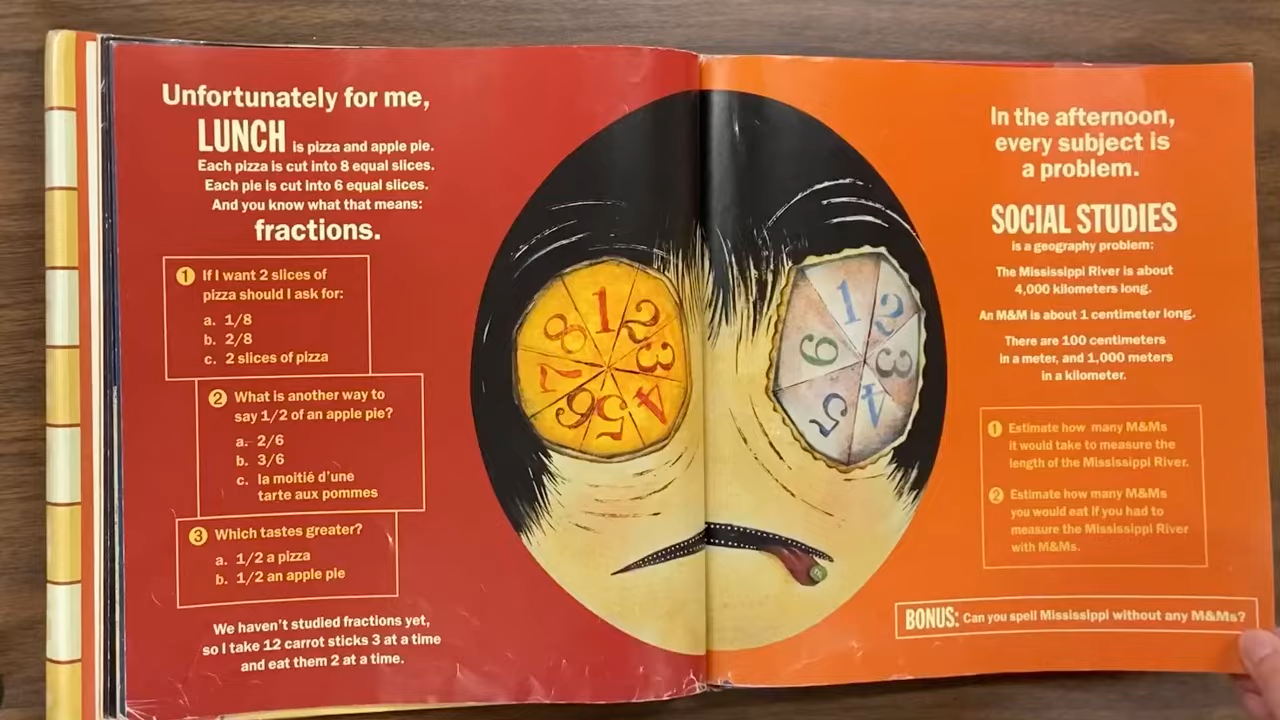 Unfortunately for me,
LUNCH is pizza and apple pie.
Each pizza is cut into 8 equal slices.
Each pie is cut into 6 equal slices.
And you know what that means:
fractions.
1 If I want 2 slices of
pizza should I ask for:
a. 1/8
b. 2/8
c. 2 slices of pizza
2 What is another way to
say 1/2 of an apple pie?
a. 2/6
b. 3/6
c. la moitié d'une
tarte aux pommes
3 Which tastes greater?
a. 1/2 a pizza
b. 1/2 an apple pie
We haven't studied fractions yet,
so I take 12 carrot sticks 3 at a time
and eat them 2 at a time.
1 2 3 4 5 6 7 8
1 2 3 4 5 6
m
In the afternoon,
every subject is
a problem.
SOCIAL STUDIES
is a geography problem:
The Mississippi River is about
4,000 kilometers long.
An M&M is about 1 centimeter long.
There are 100 centimeters
in a meter, and 1,000 meters
in a kilometer.
1 Estimate how many M&Ms
it would take to measure the
length of the Mississippi River.
2 Estimate how many M&Ms
you would eat if you had to
measure the Mississippi River
with M&Ms.
BONUS: Can you spell Mississippi without any M&Ms?